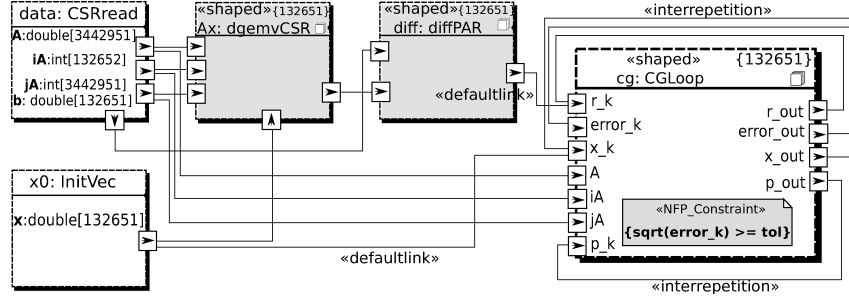 data: CSRread
A:double[3442951]
iA:int[132652]
jA:int[3442951]
b: double[132651]
«shaped» {132651}
Ax: dgemvCSR
«shaped» {132651}
diff: diffPAR
«defaultlink»
x0: InitVec
x:double[132651]
«defaultlink»
«interrepetition»
«shaped» {132651}
cg: CGLoop
r_k
error_k
x_k
A
iA
jA
p_k
r_out
error_out
x_out
p_out
«NFP_Constraint»
{sqrt(error_k) >= tol}
«interrepetition»